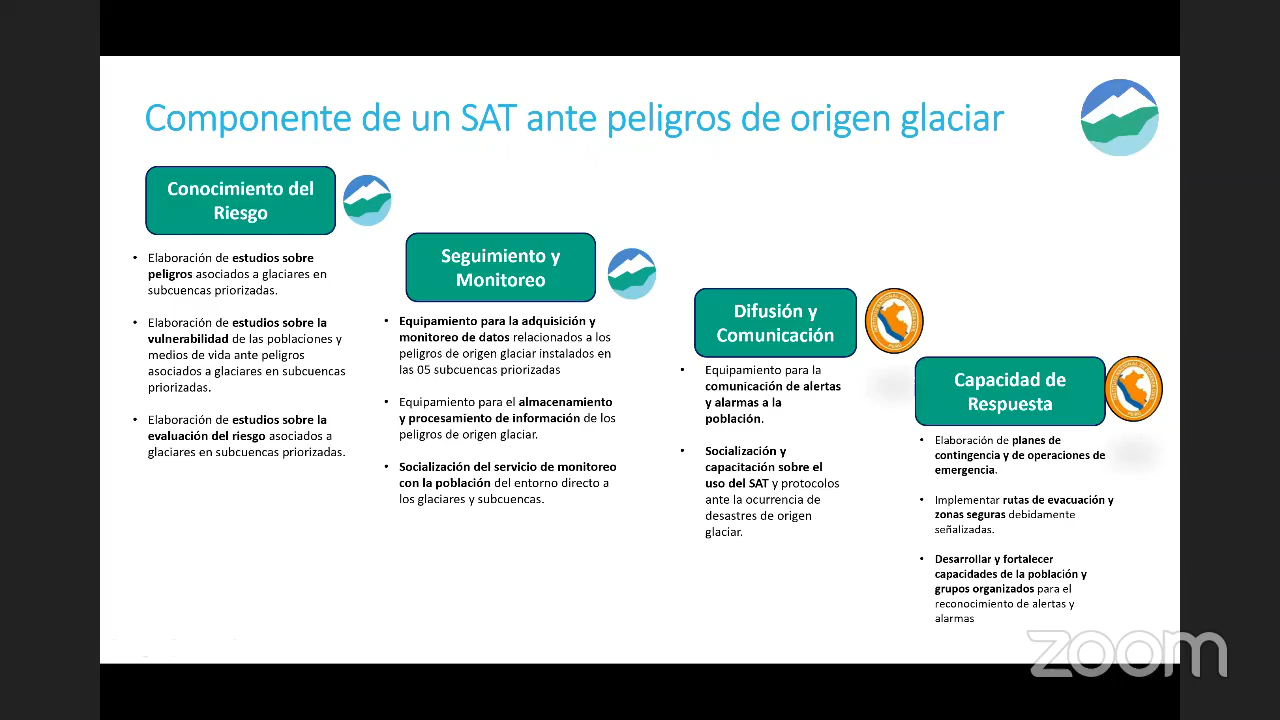 Componente de un SAT ante peligros de origen glaciar
Conocimiento del
Riesgo
• Elaboración de estudios sobre
peligros asociados a glaciares en
subcuencas priorizadas.
• Elaboración de estudios sobre la
vulnerabilidad de las poblaciones y
medios de vida ante peligros
asociados a glaciares en subcuencas
priorizadas.
• Elaboración de estudios sobre la
evaluación del riesgo asociados a
glaciares en subcuencas priorizadas.
Seguimiento y
Monitoreo
• Equipamiento para la adquisición y
monitoreo de datos relacionados a los
peligros de origen glaciar instalados en
las 05 subcuencas priorizadas
• Equipamiento para el almacenamiento
y procesamiento de información de los
peligros de origen glaciar.
• Socialización del servicio de monitoreo
con la población del entorno directo a
los glaciares y subcuencas.
Difusión y
Comunicación
• Equipamiento para la
comunicación de alertas
y alarmas a la
población.
• Socialización y
capacitación sobre el
uso del SAT y protocolos
ante la ocurrencia de
desastres de origen
glaciar.
Capacidad de
Respuesta
• Elaboración de planes de
contingencia y de operaciones de
emergencia.
• Implementar rutas de evacuación y
zonas seguras debidamente
señalizadas.
• Desarrollar y fortalecer
capacidades de la población y
grupos organizados para el
reconocimiento de alertas y
alarmas
zoom